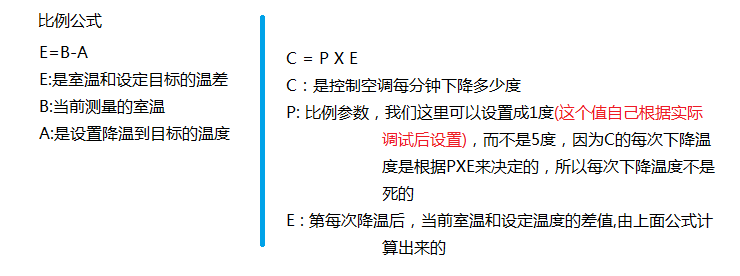 比例公式
E=B-A
E:是室温和设定目标的温差
B:当前测量的室温
A:是设置降温到目标的温度
C = P X E
C：是控制空调每分钟下降多少度
P: 比例参数，我们这里可以设置成1度(这个值自己根据实际
调试后设置)，而不是5度，因为C的每次下降温
度是根据PXE来决定的，所以每次下降温度不是
死的
E：第每次降温后，当前室温和设定温度的差值,由上面公式计
算出来的